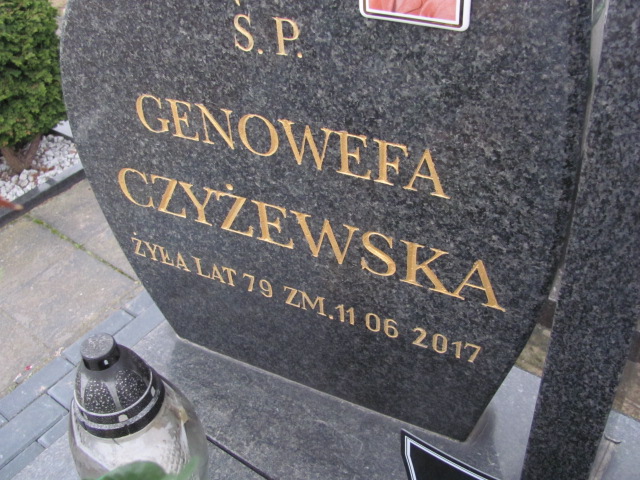 Ś.P.
GENOWEFA
CZYŻEWSKA
ŻYŁA LAT 79 ZM. 11 06 2017